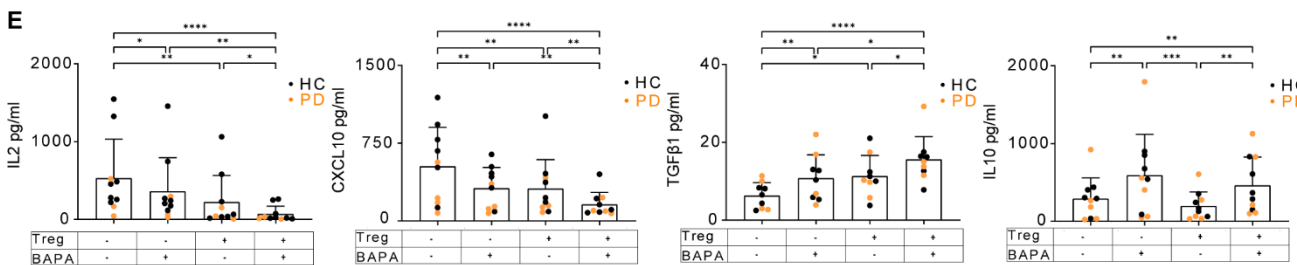 E
**** **** **** **
* ** ** ** ** * ** *** **
** * ** ** * *
2000 1500 40 2000
HC HC HC HC
PD PD PD PD
IL2 pg/ml CXCL10 pg/ml TGFβ1 pg/ml IL10 pg/ml
1000 750 20 1000
0 0 0 0
Treg - - + + Treg - - + + Treg - - + + Treg - - + +
BAPA - + - + BAPA - + - + BAPA - + - + BAPA - + - +